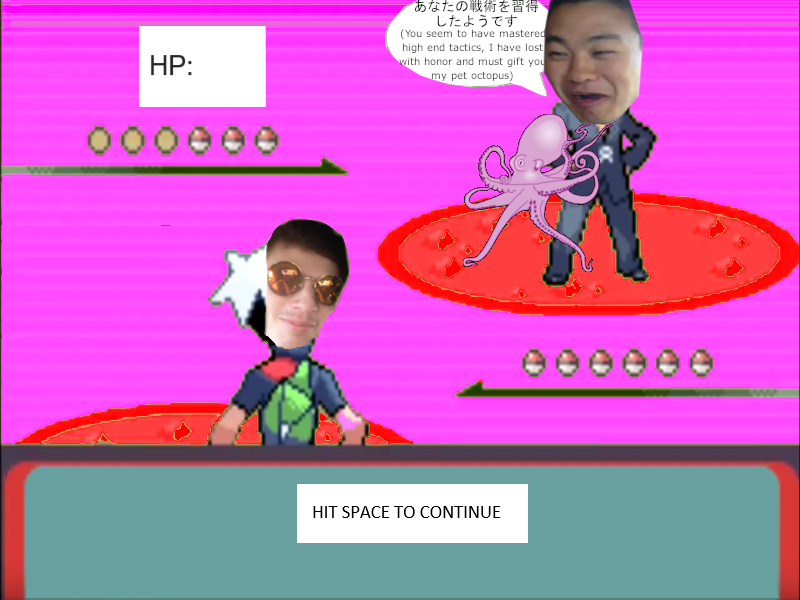 あなたの戦術を習得
したようです
(You seem to have mastered
high end tactics, I have lost
with honor and must gift you
my pet octopus)
HP:
HIT SPACE TO CONTINUE